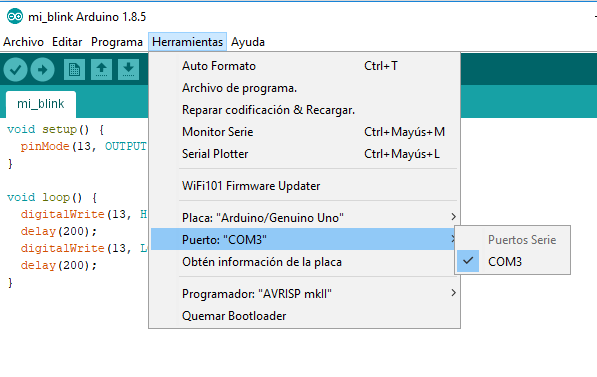 mi_blink Arduino 1.8.5
Archivo Editar Programa Herramientas Ayuda
mi_blink
void setup() {
pinMode(13, OUTPUT
}
void loop() {
digitalWrite(13, H
delay(200);
digitalWrite(13, L
delay(200);
}
Auto Formato Ctrl+T
Archivo de programa.
Reparar codificación & Recargar.
Monitor Serie Ctrl+Mayús+M
Serial Plotter Ctrl+Mayús+L
WiFi101 Firmware Updater
Placa: "Arduino/Genuino Uno"
Puerto: "COM3"
Obtén información de la placa
Programador: "AVRISP mkII"
Quemar Bootloader
Puertos Serie
COM3